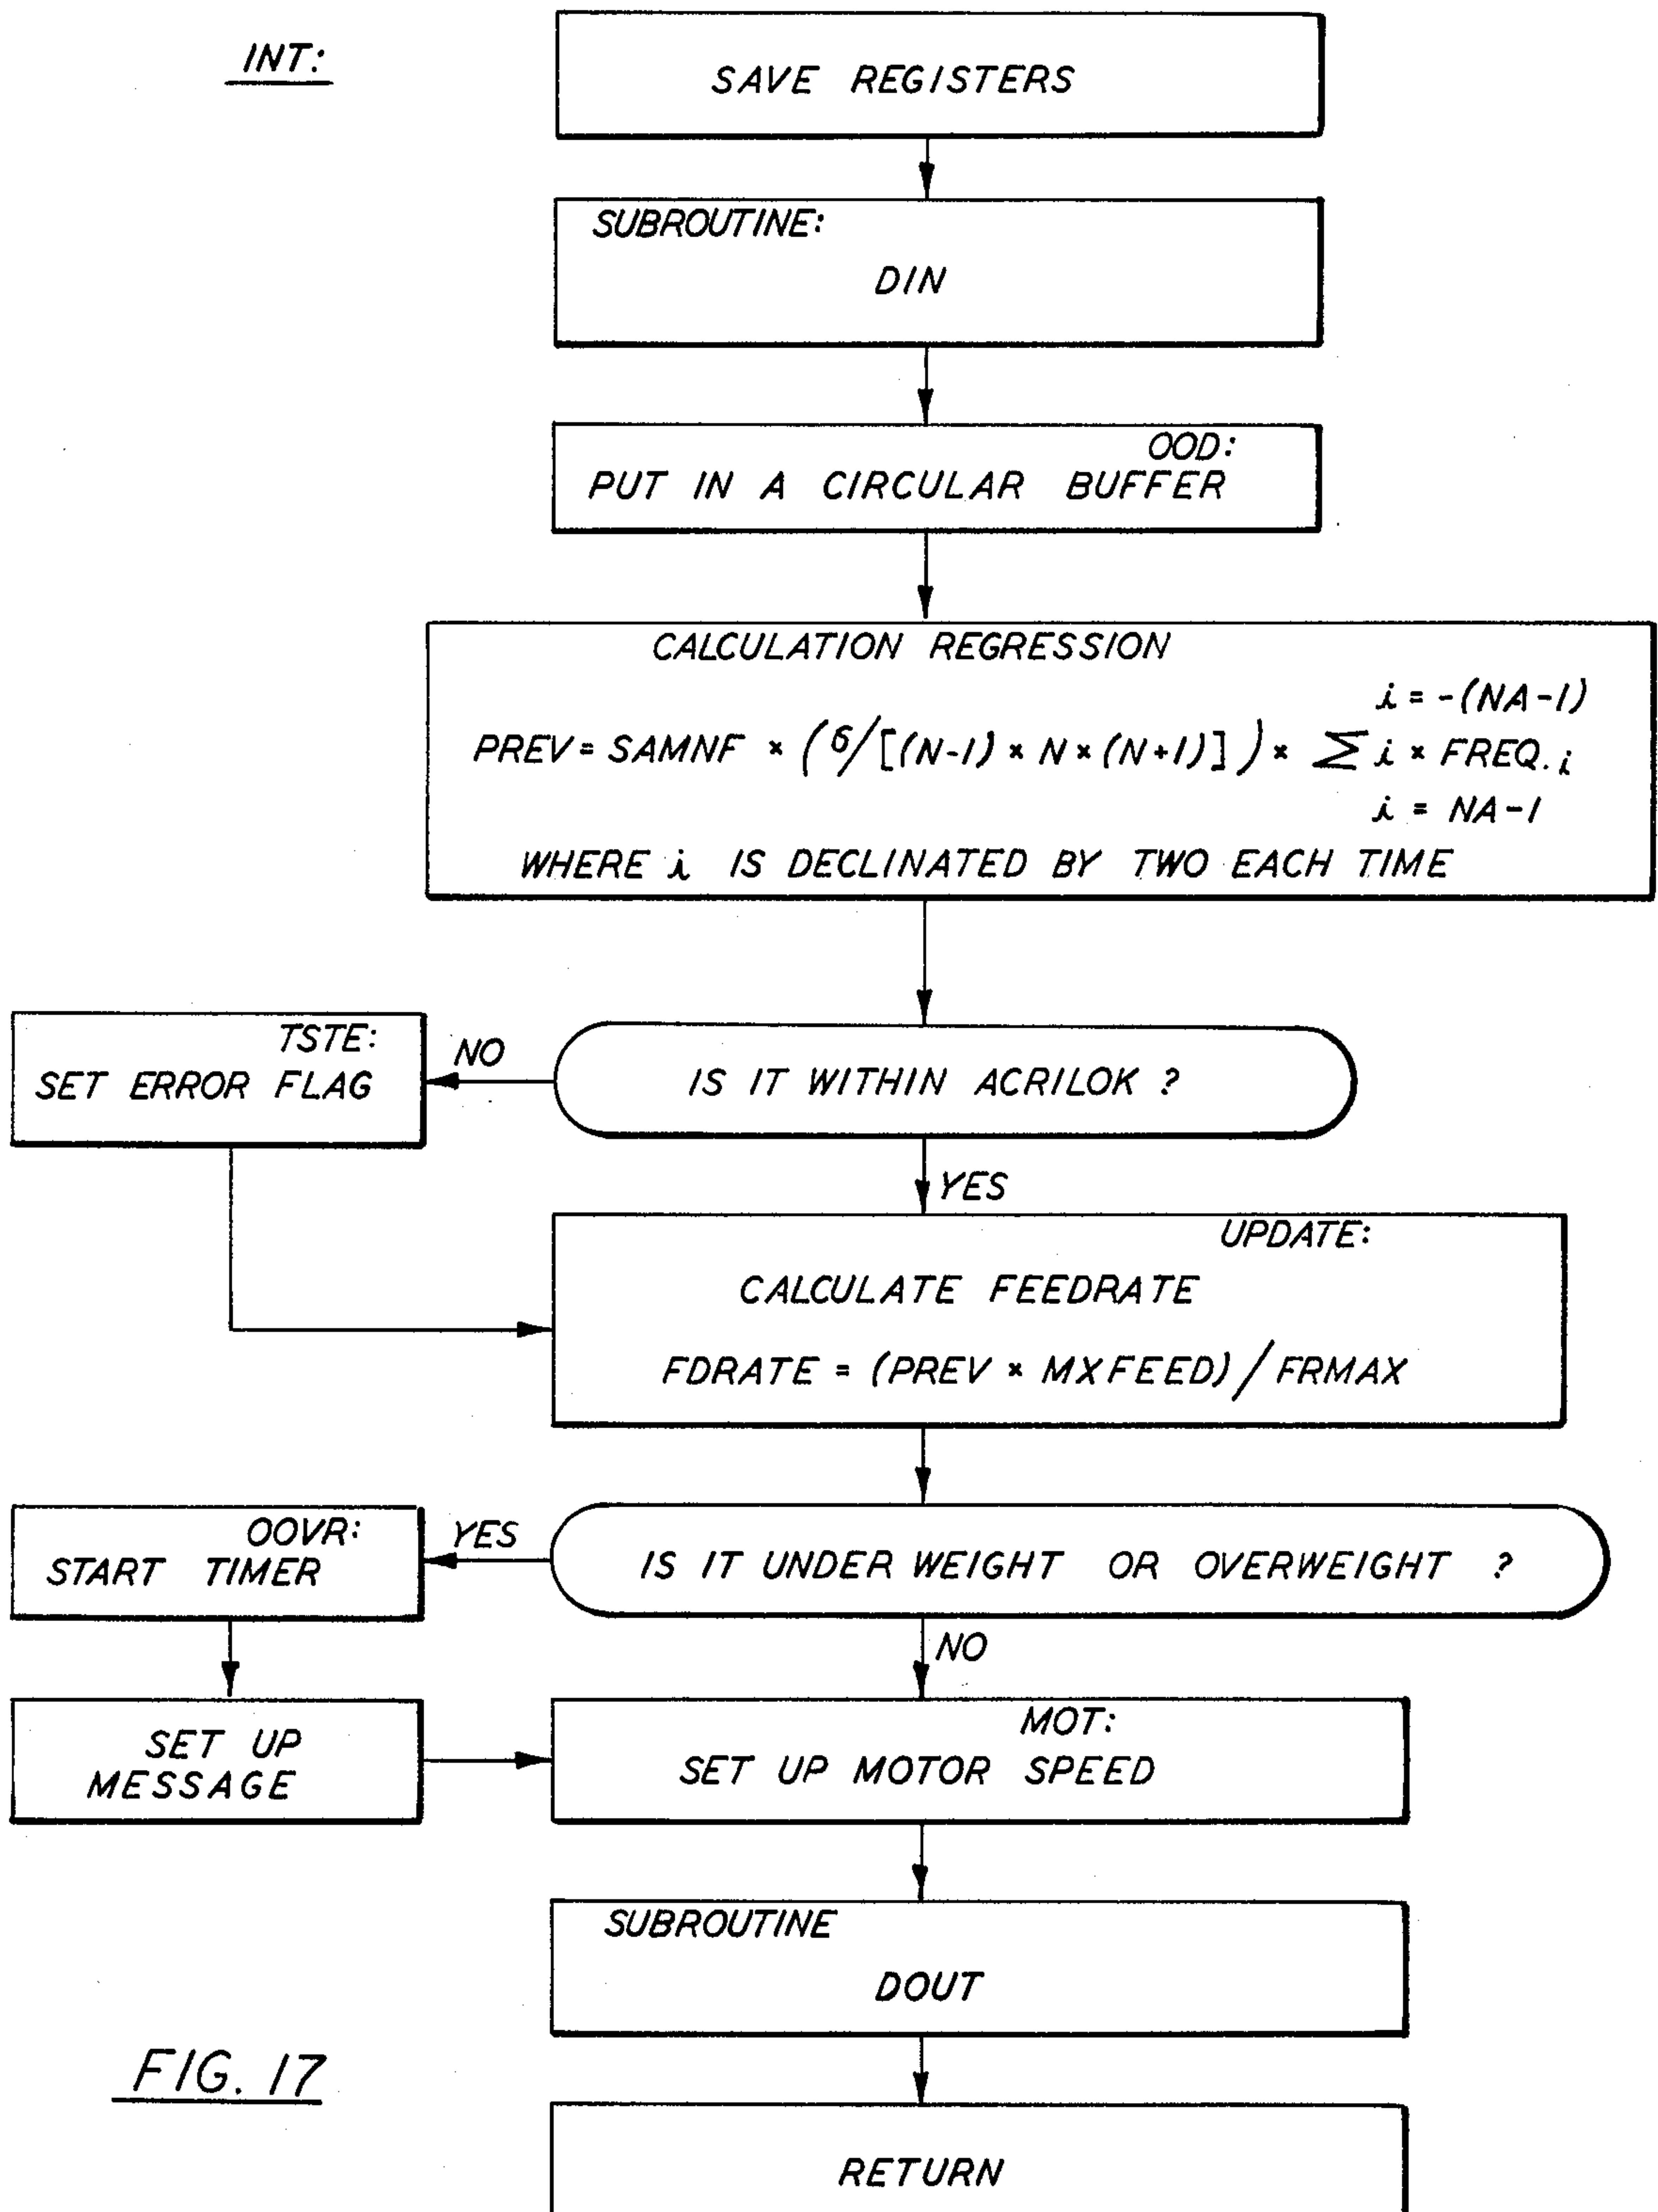 INT:
SAVE REGISTERS
SUBROUTINE:
DIN
OOD:
PUT IN A CIRCULAR BUFFER
CALCULATION REGRESSION
i = -(NA-1)
PREV = SAMNF × (6/[(N-1) × N × (N+1)]) × Σ i × FREQ. i
i = NA-1
WHERE i IS DECLINATED BY TWO EACH TIME
TSTE:
SET ERROR FLAG
NO
IS IT WITHIN ACRILOK ?
YES
UPDATE:
CALCULATE FEEDRATE
FDRATE = (PREV × MXFEED) / FRMAX
OOVR:
START TIMER
YES
IS IT UNDER WEIGHT OR OVERWEIGHT ?
NO
SET UP
MESSAGE
MOT:
SET UP MOTOR SPEED
SUBROUTINE
DOUT
FIG. 17
RETURN